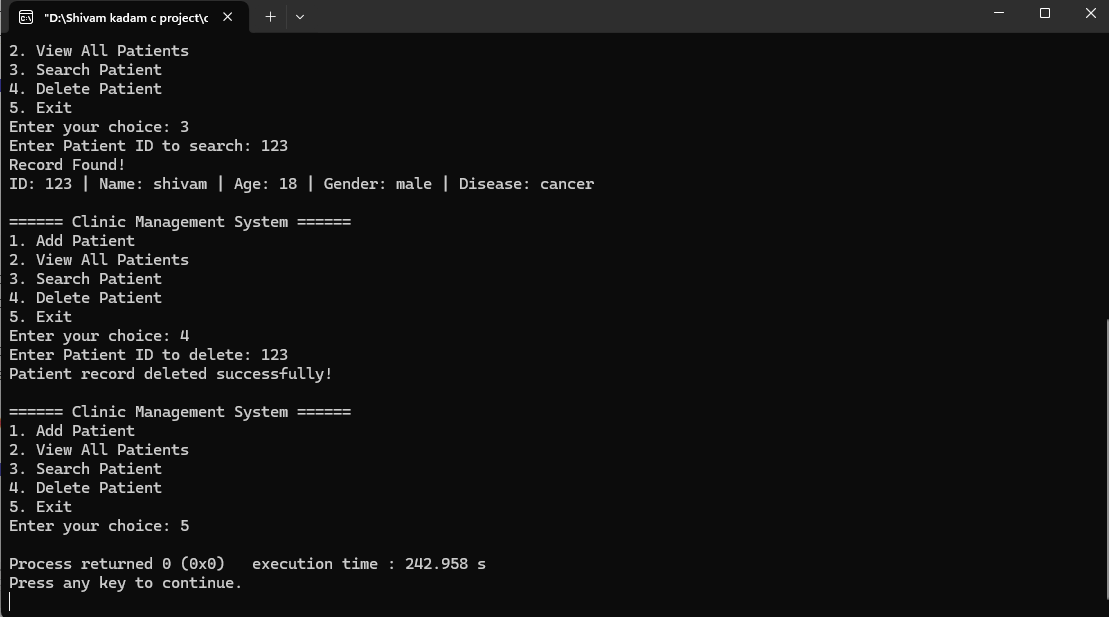 "D:\Shivam kadam c project\c
2. View All Patients
3. Search Patient
4. Delete Patient
5. Exit
Enter your choice: 3
Enter Patient ID to search: 123
Record Found!
ID: 123 | Name: shivam | Age: 18 | Gender: male | Disease: cancer
====== Clinic Management System ======
1. Add Patient
2. View All Patients
3. Search Patient
4. Delete Patient
5. Exit
Enter your choice: 4
Enter Patient ID to delete: 123
Patient record deleted successfully!
====== Clinic Management System ======
1. Add Patient
2. View All Patients
3. Search Patient
4. Delete Patient
5. Exit
Enter your choice: 5
Process returned 0 (0x0)   execution time : 242.958 s
Press any key to continue.